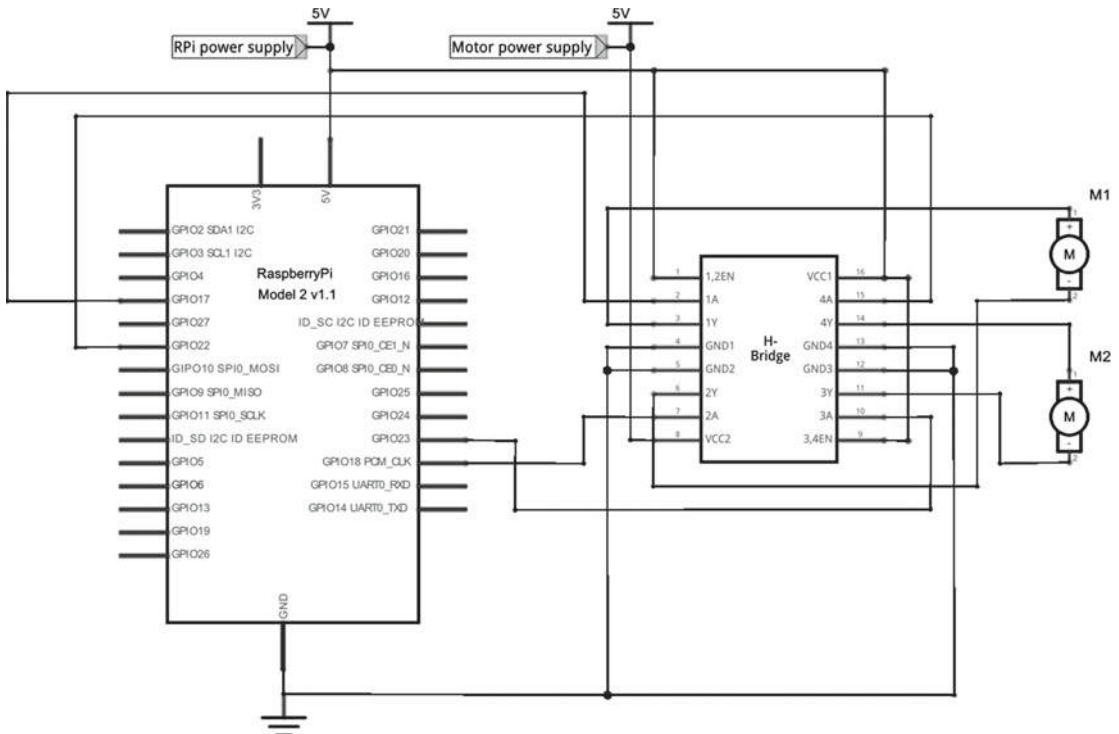 5V
5V
RPi power supply
Motor power supply
3V3
5V
GPIO2 SDA1 I2C
GPIO3 SCL1 I2C
GPIO4
GPIO17
GPIO27
GPIO22
GIPO10 SPI0_MOSI
GPIO9 SPI0_MISO
GPIO11 SPI0_SCLK
ID_SD I2C ID EEPROM
GPIO5
GPIO6
GPIO13
GPIO19
GPIO26
RaspberryPi
Model 2 v1.1
GPIO21
GPIO20
GPIO16
GPIO12
ID_SC I2C ID EEPROM
GPIO7 SPI0_CE1_N
GPIO8 SPI0_CE0_N
GPIO25
GPIO24
GPIO23
GPIO18 PCM_CLK
GPIO15 UART0_RXD
GPIO14 UART0_TXD
GND
1 1,2EN
2 1A
3 1Y
4 GND1
5 GND2
6 2Y
7 2A
8 VCC2
H-
Bridge
VCC1 16
4A 15
4Y 14
GND4 13
GND3 12
3Y 11
3A 10
3,4EN 9
M1
1
+
M
-
2
M2
1
+
M
-
2